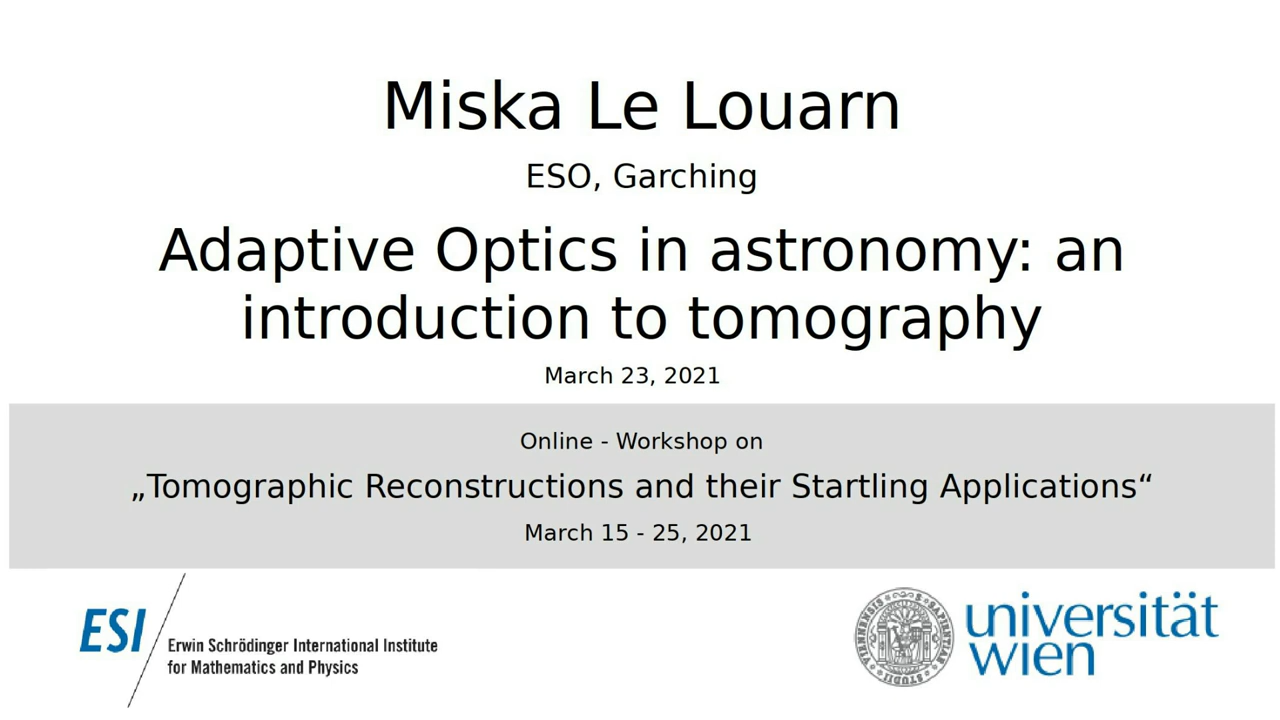 Miska Le Louarn
ESO, Garching
Adaptive Optics in astronomy: an
introduction to tomography
March 23, 2021
Online - Workshop on
„Tomographic Reconstructions and their Startling Applications“
March 15 - 25, 2021
ESI
Erwin Schrödinger International Institute
for Mathematics and Physics
universität
wien